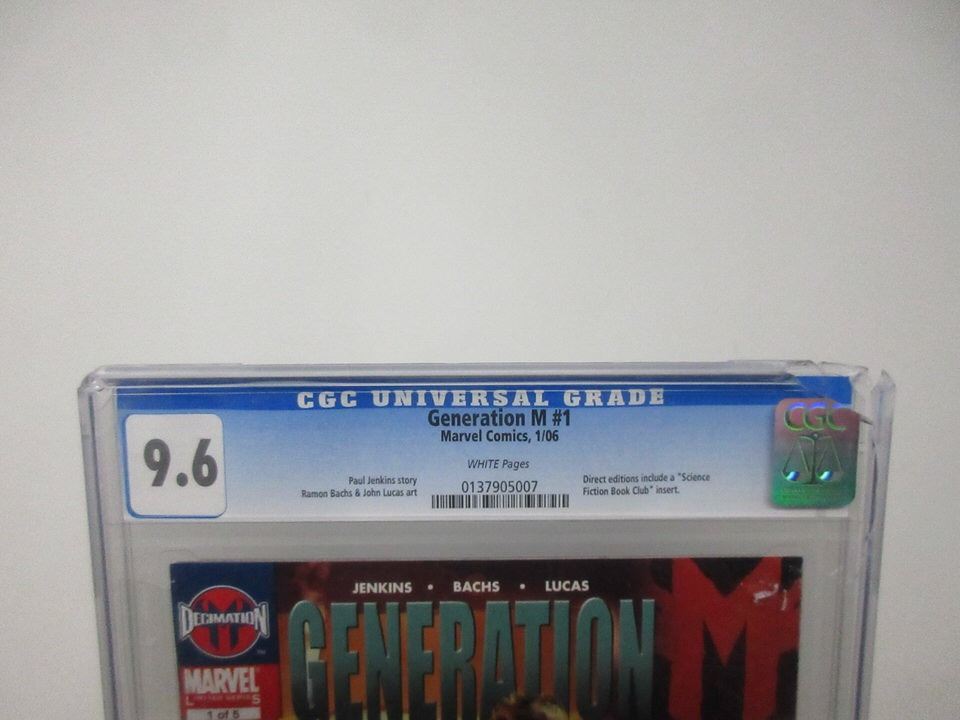 CGC UNIVERSAL GRADE
9.6
Generation M #1
Marvel Comics, 1/06
WHITE Pages
Paul Jenkins story
Ramon Bachs & John Lucas art
0137905007
Direct editions include a "Science
Fiction Book Club" insert.
CGC
JENKINS • BACHS • LUCAS
DECIMATION
GENERATION M
MARVEL
LIMITED SERIES
1 of 5